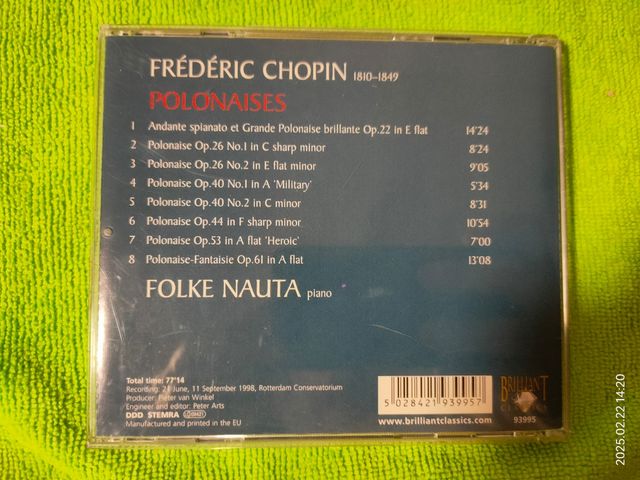 FRÉDÉRIC CHOPIN 1810–1849
POLONAISES
1 Andante spianato et Grande Polonaise brillante Op.22 in E flat 14'24
2 Polonaise Op.26 No.1 in C sharp minor 8'24
3 Polonaise Op.26 No.2 in E flat minor 9'05
4 Polonaise Op.40 No.1 in A 'Military' 5'34
5 Polonaise Op.40 No.2 in C minor 8'31
6 Polonaise Op.44 in F sharp minor 10'54
7 Polonaise Op.53 in A flat 'Heroic' 7'00
8 Polonaise-Fantaisie Op.61 in A flat 13'08
FOLKE NAUTA piano
Total time: 77'14
Recording: 21 June, 11 September 1998, Rotterdam Conservatorium
Producer: Pieter van Winkel
Engineer and editor: Peter Arts
DDD STEMRA
Manufactured and printed in the EU
5 028421 939957
www.brilliantclassics.com
BRILLIANT
CLASSICS
93995
2025.02.22 14:20